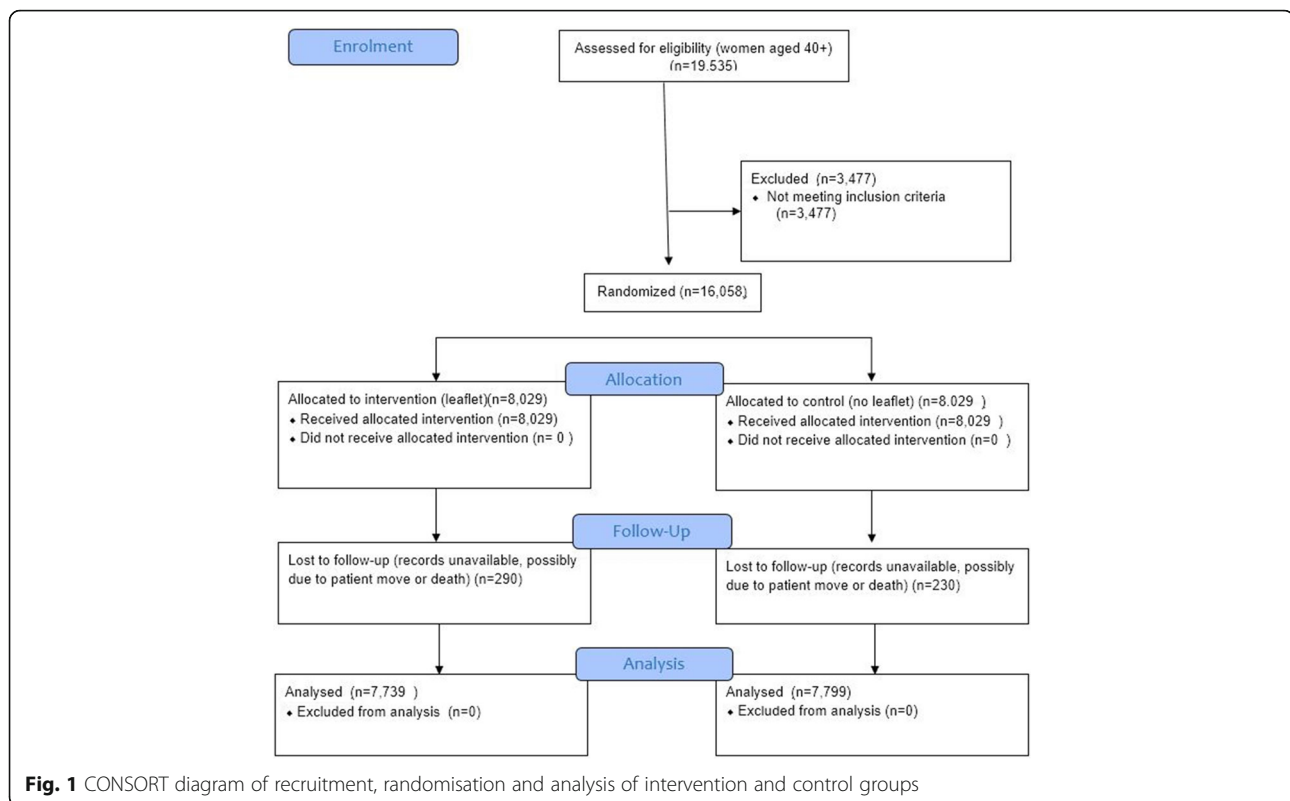 Enrolment
Assessed for eligibility (women aged 40+)
(n=19.535)
Excluded (n=3,477)
⬧ Not meeting inclusion criteria
(n=3,477)
Randomized (n=16,058)
Allocation
Allocated to intervention (leaflet)(n=8,029)
⬧ Received allocated intervention (n=8,029)
⬧ Did not receive allocated intervention (n= 0 )
Allocated to control (no leaflet) (n=8.029 )
⬧ Received allocated intervention (n=8,029 )
⬧ Did not receive allocated intervention (n=0 )
Follow-Up
Lost to follow-up (records unavailable, possibly
due to patient move or death) (n=290)
Lost to follow-up (records unavailable, possibly
due to patient move or death) (n=230)
Analysis
Analysed (n=7,739 )
⬧ Excluded from analysis (n=0)
Analysed (n=7,799)
⬧ Excluded from analysis (n=0)
Fig. 1 CONSORT diagram of recruitment, randomisation and analysis of intervention and control groups